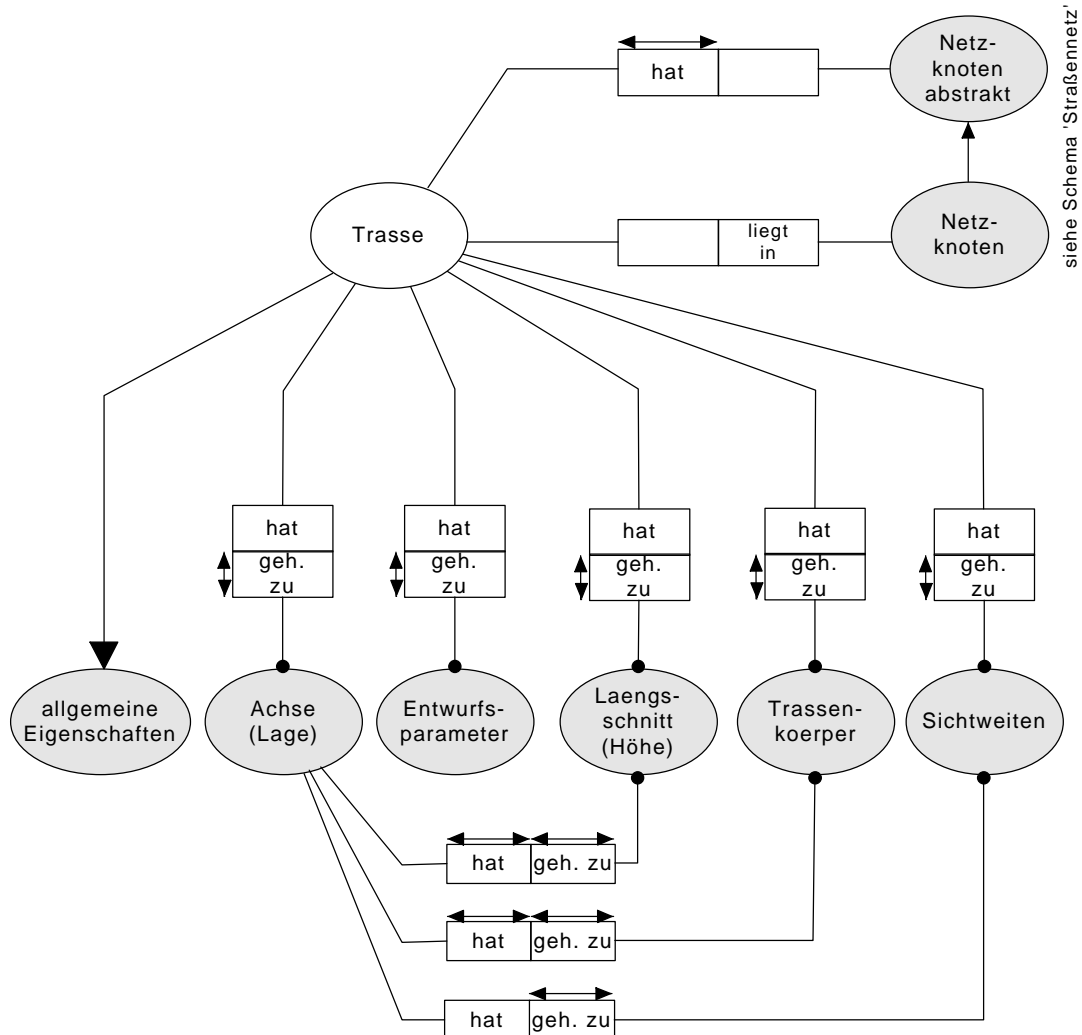 Netz-
knoten
abstrakt
hat
siehe Schema 'Straßennetz'
Trasse
liegt
in
Netz-
knoten
hat
geh.
zu
hat
geh.
zu
hat
geh.
zu
hat
geh.
zu
hat
geh.
zu
allgemeine
Eigenschaften
Achse
(Lage)
Entwurfs-
parameter
Laengs-
schnitt
(Höhe)
Trassen-
koerper
Sichtweiten
hat
geh. zu
hat
geh. zu
hat
geh. zu